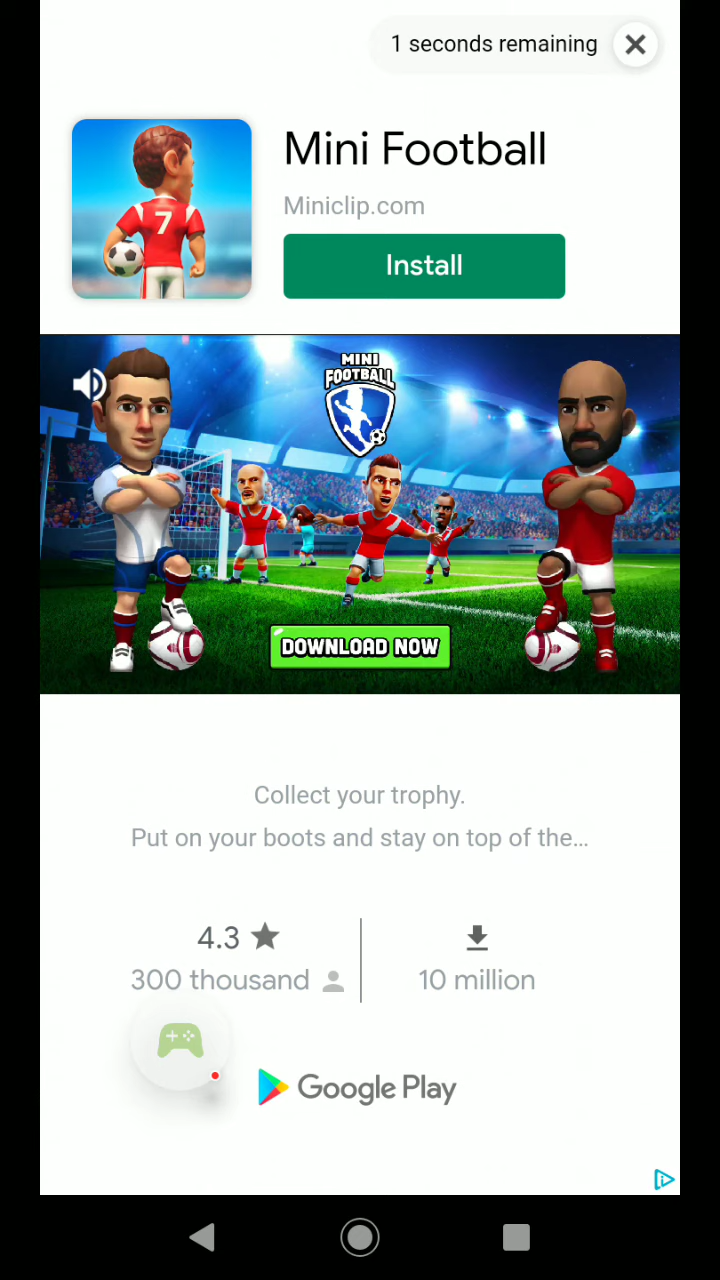 1 seconds remaining
Mini Football
Miniclip.com
Install
7
MINI
FOOTBALL
DOWNLOAD NOW
Collect your trophy.
Put on your boots and stay on top of the...
4.3
300 thousand
10 million
Google Play